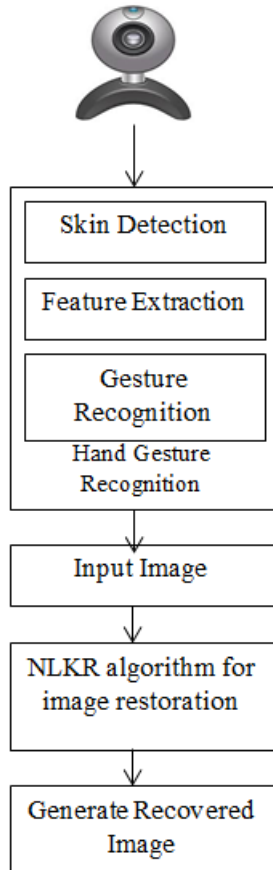 Skin Detection
Feature Extraction
Gesture
Recognition
Hand Gesture
Recognition
Input Image
NLKR algorithm for
image restoration
Generate Recovered
Image